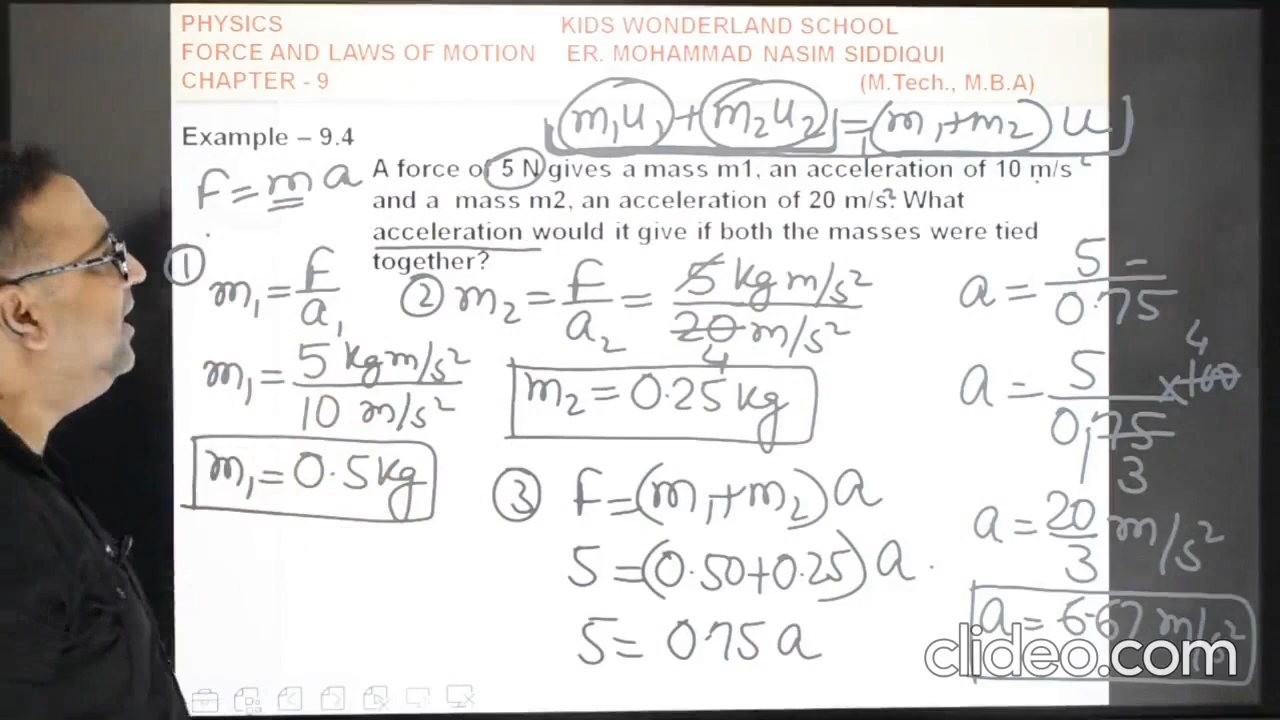 PHYSICS
KIDS WONDERLAND SCHOOL
FORCE AND LAWS OF MOTION
ER. MOHAMMAD NASIM SIDDIQUI
CHAPTER - 9
(M.Tech., M.B.A)
m₁u₁ + m₂u₂ = (m₁+m₂) u
Example – 9.4
F = m a
A force of 5 N gives a mass m1, an acceleration of 10 m/s²
and a mass m2, an acceleration of 20 m/s². What
acceleration would it give if both the masses were tied
together?
① m₁ = F/a₁
m₁ = 5 kg m/s² / 10 m/s²
m₁ = 0.5 kg
② m₂ = F/a₂ = 5 kg m/s² / 20 m/s²
4
m₂ = 0.25 kg
③ F = (m₁+m₂) a
5 = (0.50+0.25) a.
5 = 075 a
a = 5/0.75
4
a = 5/0,75 × 100
3
a = 20/3 m/s²
a = 6.67 m/s²
clideo.com